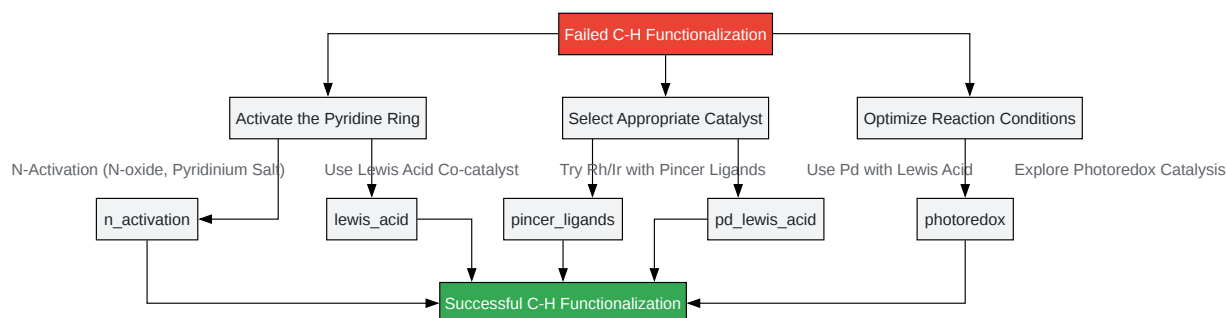 Failed C-H Functionalization
Activate the Pyridine Ring
Select Appropriate Catalyst
Optimize Reaction Conditions
N-Activation (N-oxide, Pyridinium Salt)
Use Lewis Acid Co-catalyst
Try Rh/Ir with Pincer Ligands
Use Pd with Lewis Acid
Explore Photoredox Catalysis
n_activation
lewis_acid
pincer_ligands
pd_lewis_acid
photoredox
Successful C-H Functionalization